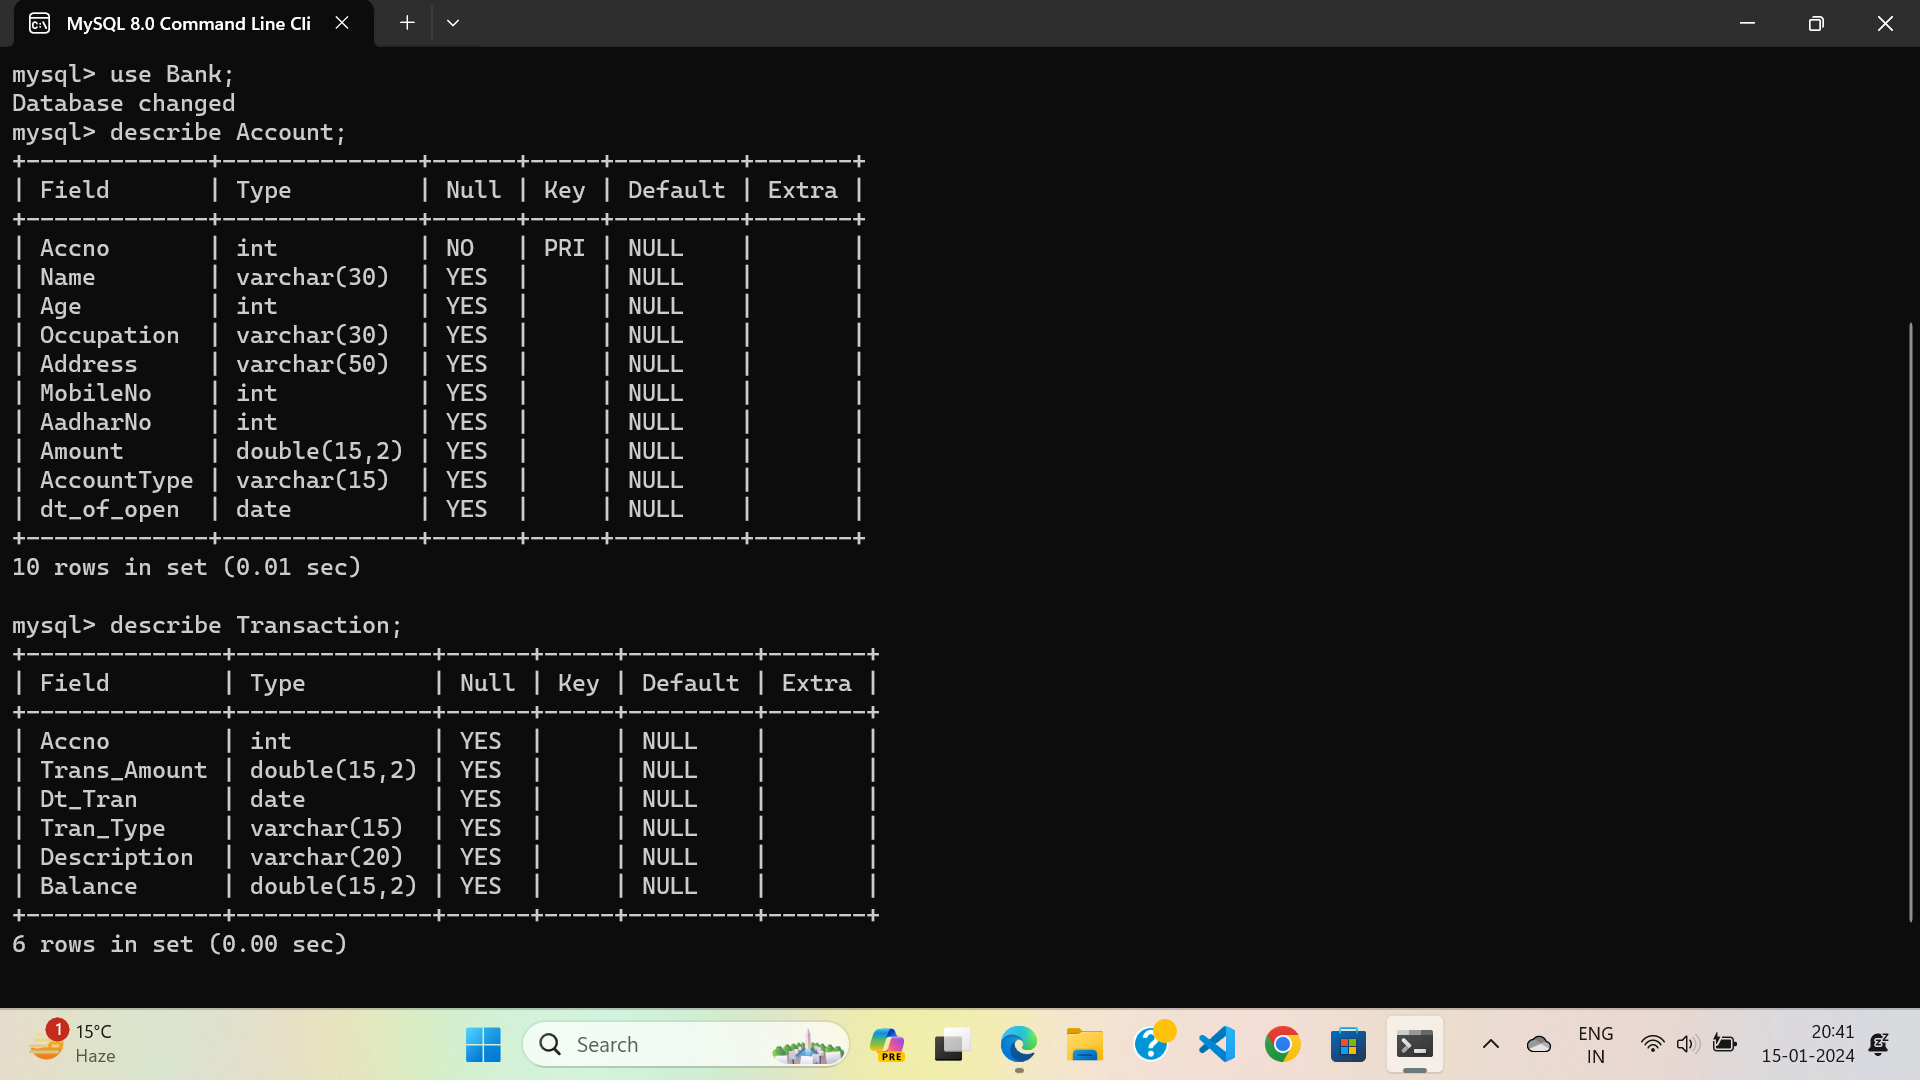 MySQL 8.0 Command Line Cli
mysql> use Bank;
Database changed
mysql> describe Account;
+-------------+--------------+------+-----+---------+-------+
| Field       | Type         | Null | Key | Default | Extra |
+-------------+--------------+------+-----+---------+-------+
| Accno       | int          | NO   | PRI | NULL    |       |
| Name        | varchar(30)  | YES  |     | NULL    |       |
| Age         | int          | YES  |     | NULL    |       |
| Occupation  | varchar(30)  | YES  |     | NULL    |       |
| Address     | varchar(50)  | YES  |     | NULL    |       |
| MobileNo    | int          | YES  |     | NULL    |       |
| AadharNo    | int          | YES  |     | NULL    |       |
| Amount      | double(15,2) | YES  |     | NULL    |       |
| AccountType | varchar(15)  | YES  |     | NULL    |       |
| dt_of_open  | date         | YES  |     | NULL    |       |
+-------------+--------------+------+-----+---------+-------+
10 rows in set (0.01 sec)
mysql> describe Transaction;
+--------------+--------------+------+-----+---------+-------+
| Field        | Type         | Null | Key | Default | Extra |
+--------------+--------------+------+-----+---------+-------+
| Accno        | int          | YES  |     | NULL    |       |
| Trans_Amount | double(15,2) | YES  |     | NULL    |       |
| Dt_Tran      | date         | YES  |     | NULL    |       |
| Tran_Type    | varchar(15)  | YES  |     | NULL    |       |
| Description  | varchar(20)  | YES  |     | NULL    |       |
| Balance      | double(15,2) | YES  |     | NULL    |       |
+--------------+--------------+------+-----+---------+-------+
6 rows in set (0.00 sec)
1
15°C
Haze
Search
PRE
ENG
IN
20:41
15-01-2024